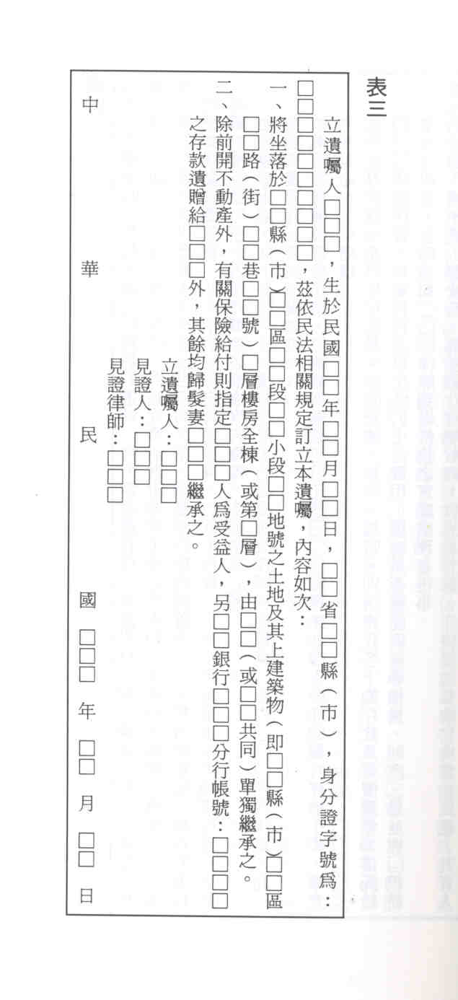 表三
立遺囑人□□□，生於民國□□年□□月□□日，□□省□□縣（市），身分證字號為：
□□□□□□□□□□，茲依民法相關規定訂立本遺囑，內容如次：
一、將坐落於□□縣（市）□□區□□段□□小段□□地號之土地及其上建築物（即□□縣（市）□□區
□□路（街）□□巷□□號）□層樓房全棟（或第□層），由□□（或□□共同）單獨繼承之。
二、除前開不動產外，有關保險給付則指定□□□人為受益人，另□□銀行□□□分行帳號：□□□□
之存款遺贈給□□□外，其餘均歸髮妻□□□繼承之。
立遺囑人：□□□
見證人：□□□
見證律師：□□□
中華民國□□□年□□月□□日